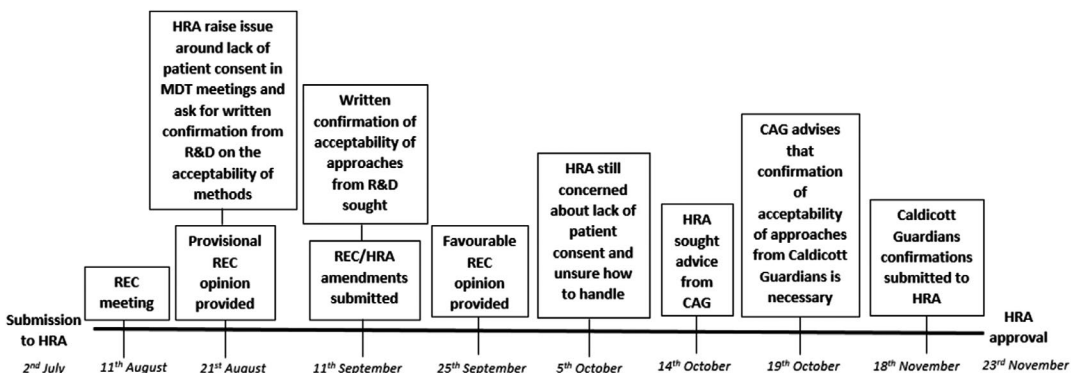 HRA raise issue
around lack of
patient consent in
MDT meetings and
ask for written
confirmation from
R&D on the
acceptability of
methods
Written
confirmation of
acceptability of
approaches
from R&D
sought
CAG advises
that
confirmation
of
acceptability
of approaches
from Caldicott
Guardians is
necessary
HRA still
concerned
about lack of
patient
consent and
unsure how
to handle
HRA
sought
advice
from
CAG
Caldicott
Guardians
confirmations
submitted to
HRA
Provisional
REC
opinion
provided
REC/HRA
amendments
submitted
Favourable
REC
opinion
provided
REC
meeting
Submission
to HRA
HRA
approval
2nd July
11th August
21st August
11th September
25th September
5th October
14th October
19th October
18th November
23rd November